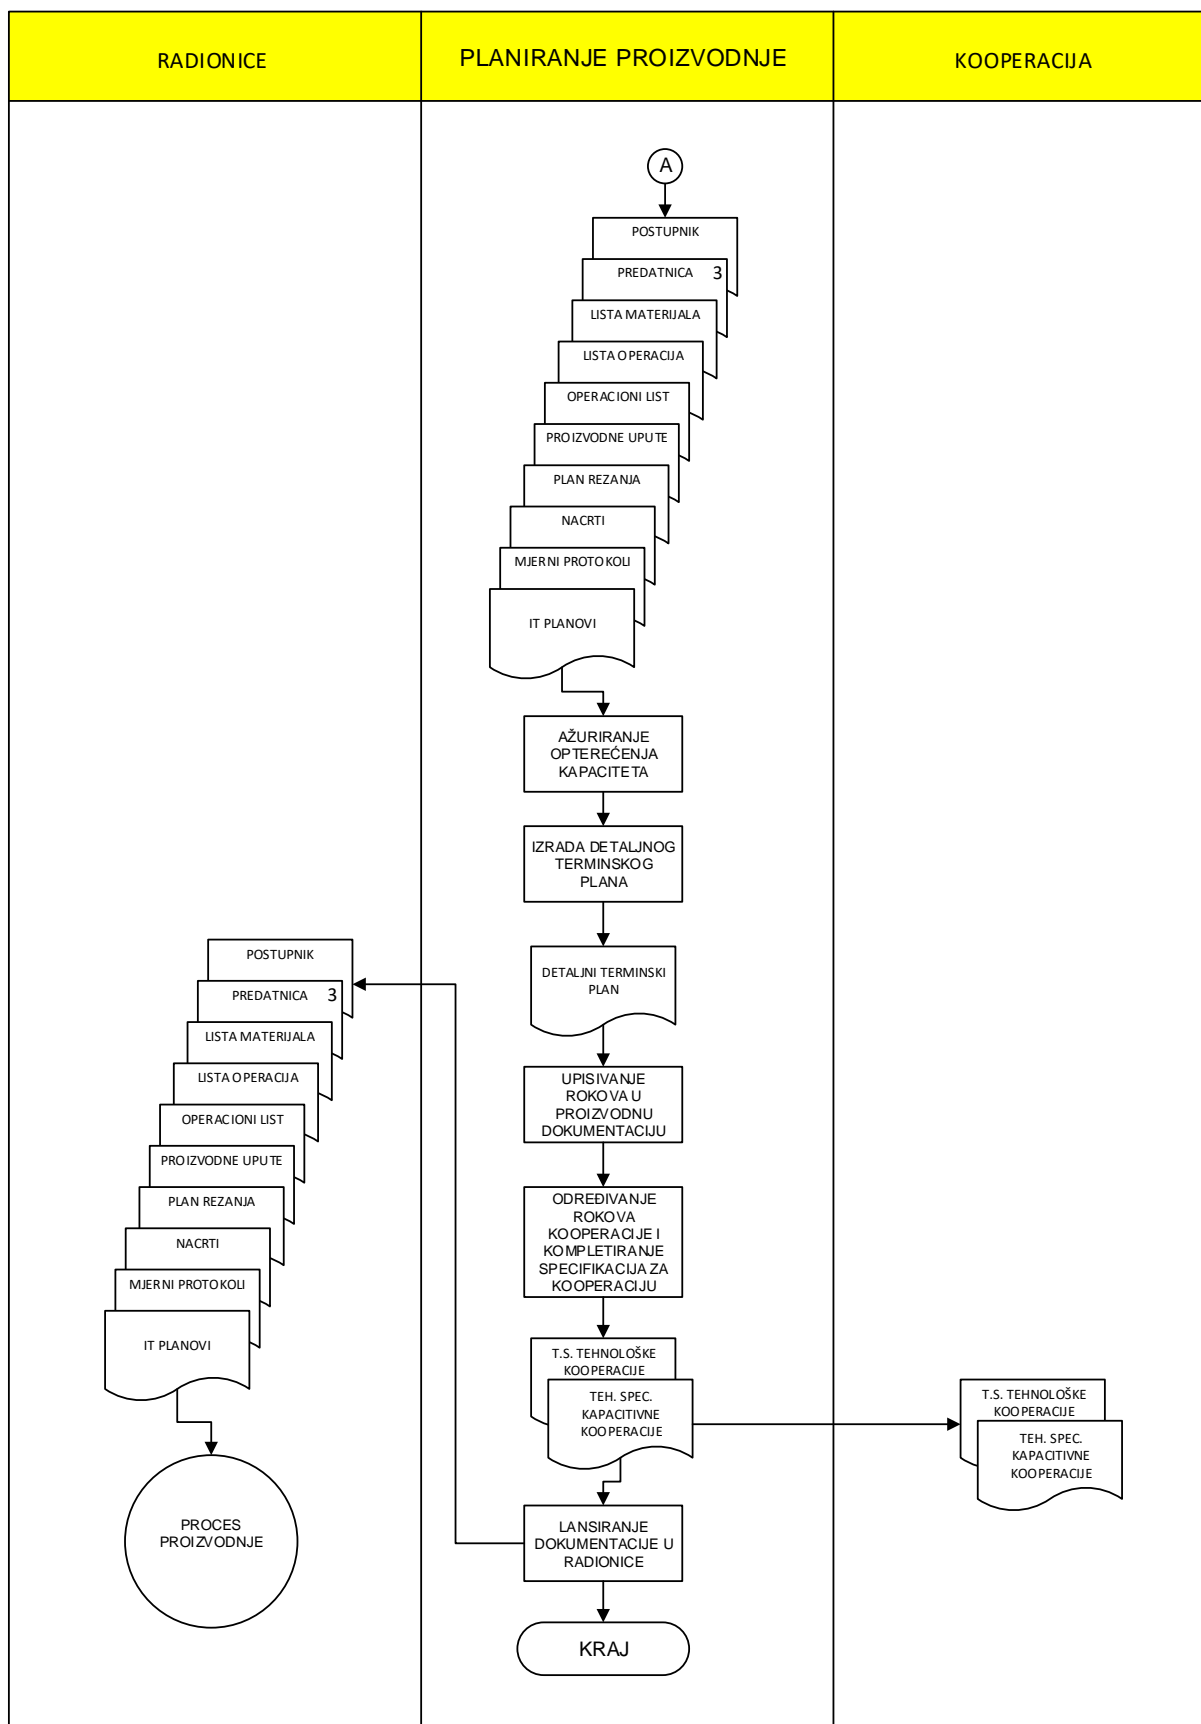 RADIONICE
PLANIRANJE PROIZVODNJE
KOOPERACIJA
A
POSTUPNIK
PREDATNICA 3
LISTA MATERIJALA
LISTA OPERACIJA
OPERACIONI LIST
PROIZVODNE UPUTE
PLAN REZANJA
NACRTI
MJERNI PROTOKOLI
IT PLANOVI
AŽURIRANJE
OPTEREĆENJA
KAPACITETA
IZRADA DETALJNOG
TERMINSKOG
PLANA
DETALJNI TERMINSKI
PLAN
UPISIVANJE
ROKOVA U
PROIZVODNU
DOKUMENTACIJU
ODREĐIVANJE
ROKOVA
KOOPERACIJE I
KOMPLETIRANJE
SPECIFIKACIJA ZA
KOOPERACIJU
T.S. TEHNOLOŠKE
KOOPERACIJE
TEH. SPEC.
KAPACITIVNE
KOOPERACIJE
LANSIRANJE
DOKUMENTACIJE U
RADIONICE
KRAJ
POSTUPNIK
PREDATNICA 3
LISTA MATERIJALA
LISTA OPERACIJA
OPERACIONI LIST
PROIZVODNE UPUTE
PLAN REZANJA
NACRTI
MJERNI PROTOKOLI
IT PLANOVI
PROCES
PROIZVODNJE
T.S. TEHNOLOŠKE
KOOPERACIJE
TEH. SPEC.
KAPACITIVNE
KOOPERACIJE